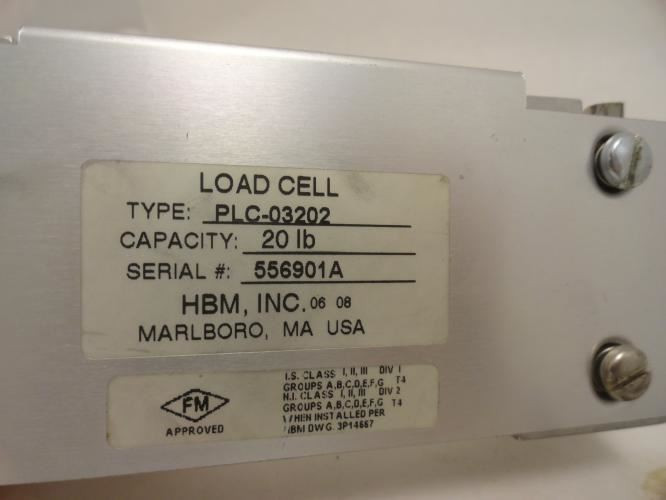 LOAD CELL
TYPE: PLC-03202
CAPACITY: 20 lb
SERIAL #: 556901A
HBM, INC. 06 08
MARLBORO, MA USA
FM
APPROVED
I.S. CLASS I, II, III DIV 1
GROUPS A,B,C,D,E,F,G T4
N.I. CLASS I, II, III DIV 2
GROUPS A,B,C,D,E,F,G T4
WHEN INSTALLED PER
HBM DWG. 3P14667